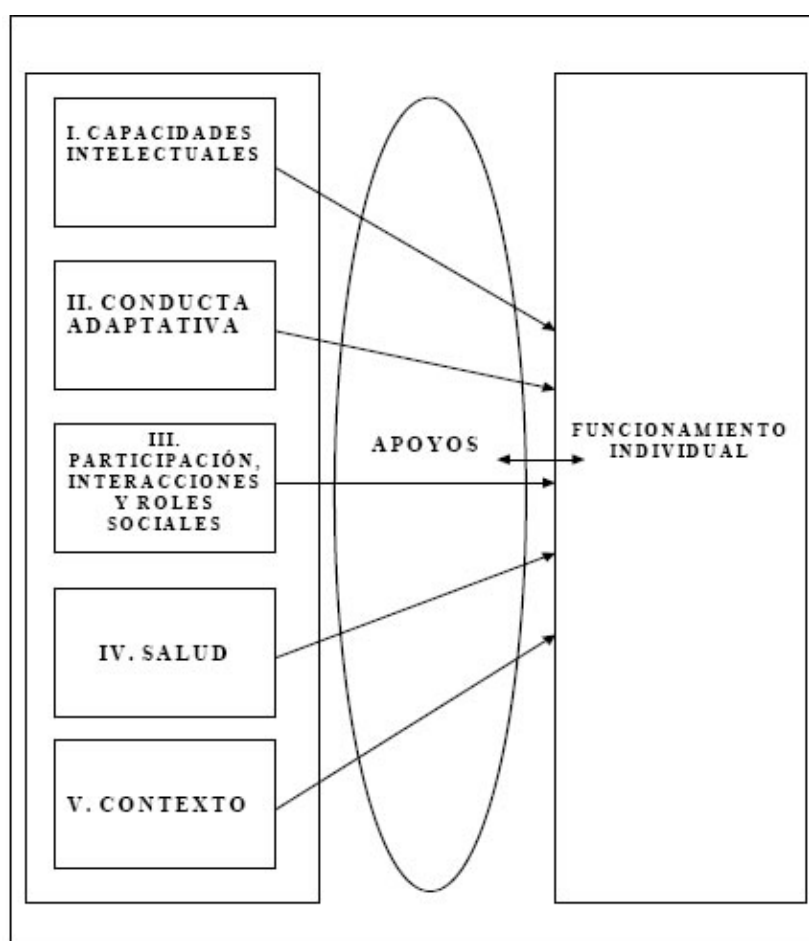 I. CAPACIDADES
INTELECTUALES
II. CONDUCTA
ADAPTATIVA
III.
PARTICIPACIÓN,
INTERACCIONES
Y ROLES
SOCIALES
IV. SALUD
V. CONTEXTO
APOYOS
FUNCIONAMIENTO
INDIVIDUAL